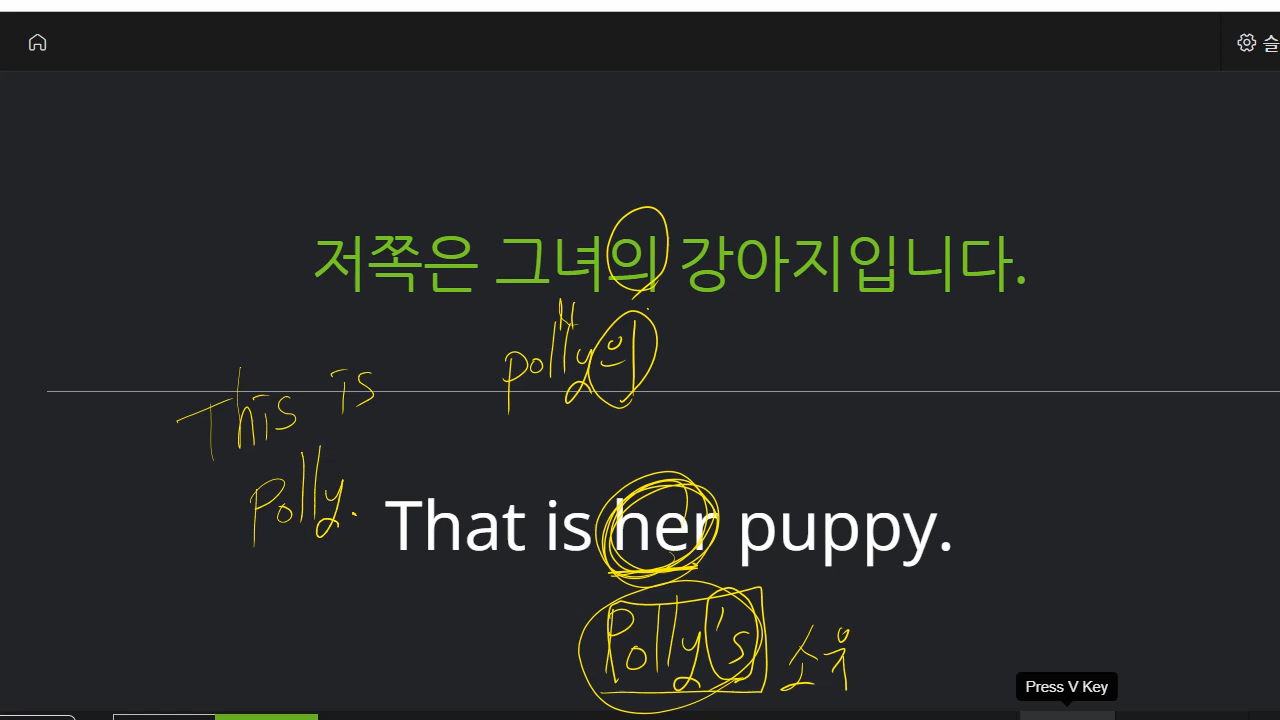 슬
저쪽은 그녀의 강아지입니다.
polly의
This is
Polly.
That is her puppy.
Polly's 소유
Press V Key